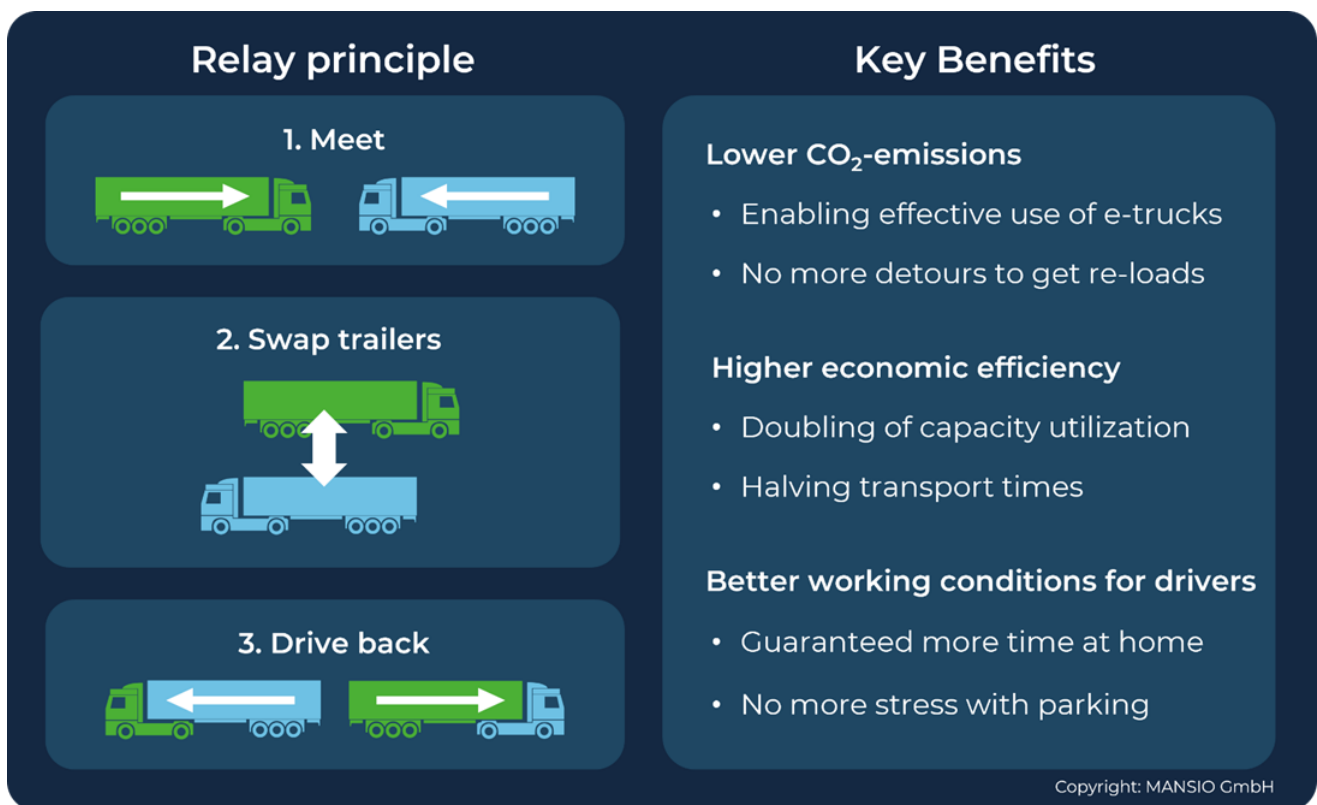 Relay principle
1. Meet
2. Swap trailers
3. Drive back
Key Benefits
Lower CO₂-emissions
• Enabling effective use of e-trucks
• No more detours to get re-loads
Higher economic efficiency
• Doubling of capacity utilization
• Halving transport times
Better working conditions for drivers
• Guaranteed more time at home
• No more stress with parking
Copyright: MANSIO GmbH